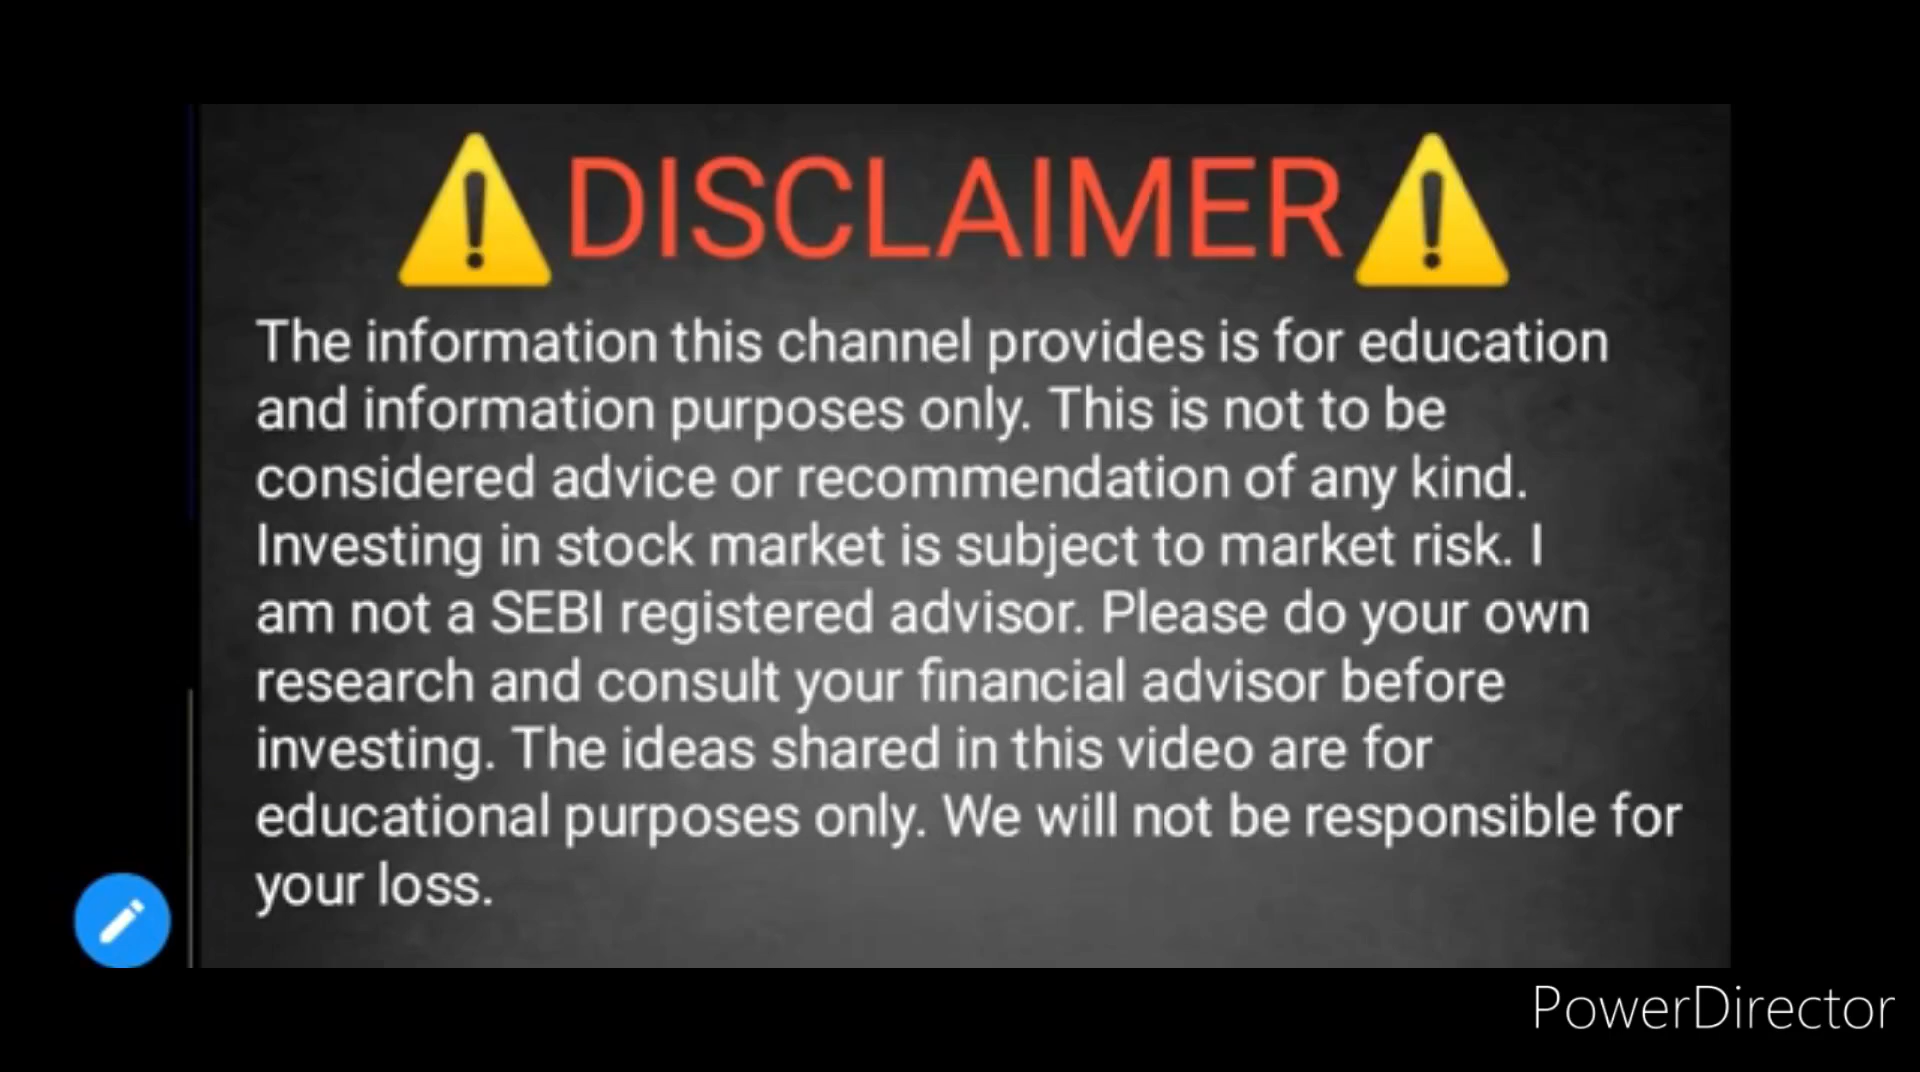 ⚠DISCLAIMER⚠
The information this channel provides is for education
and information purposes only. This is not to be
considered advice or recommendation of any kind.
Investing in stock market is subject to market risk. I
am not a SEBI registered advisor. Please do your own
research and consult your financial advisor before
investing. The ideas shared in this video are for
educational purposes only. We will not be responsible for
your loss.
PowerDirector